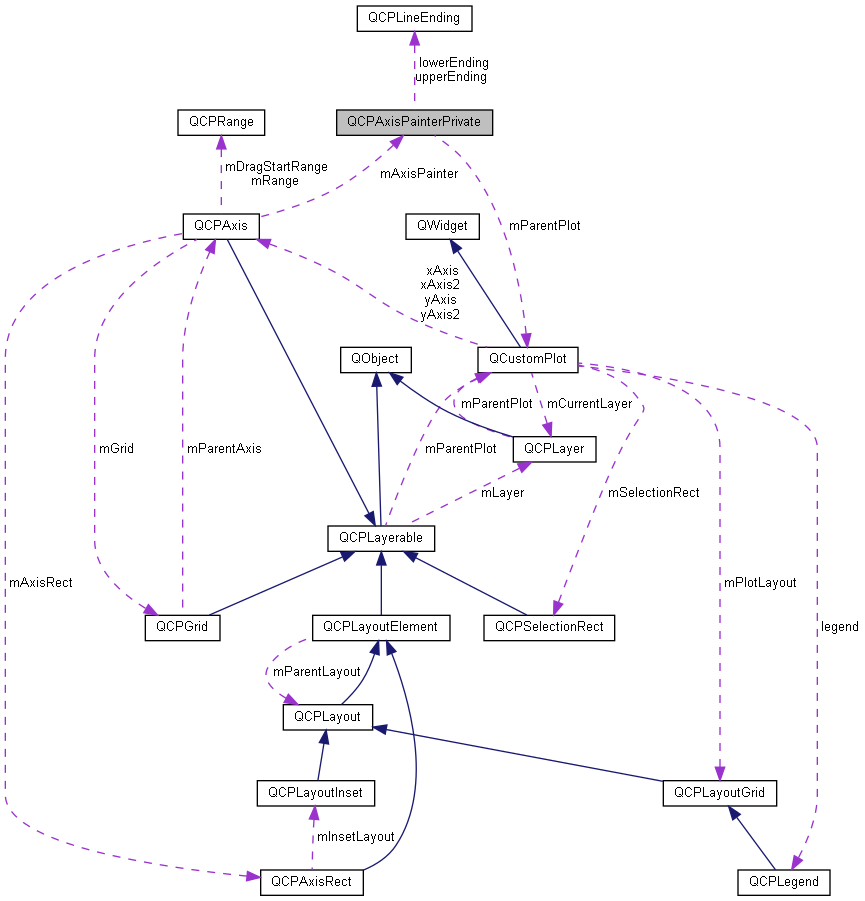 QCPLineEnding
lowerEnding
upperEnding
QCPRange
QCPAxisPainterPrivate
mDragStartRange
mRange
mAxisPainter
QCPAxis
QWidget
mParentPlot
xAxis
xAxis2
yAxis
yAxis2
QObject
QCustomPlot
mParentPlot
mCurrentLayer
mGrid
mParentAxis
mParentPlot
QCPLayer
mLayer
mSelectionRect
QCPLayerable
mAxisRect
mPlotLayout
QCPGrid
QCPLayoutElement
QCPSelectionRect
legend
mParentLayout
QCPLayout
QCPLayoutInset
QCPLayoutGrid
mInsetLayout
QCPAxisRect
QCPLegend